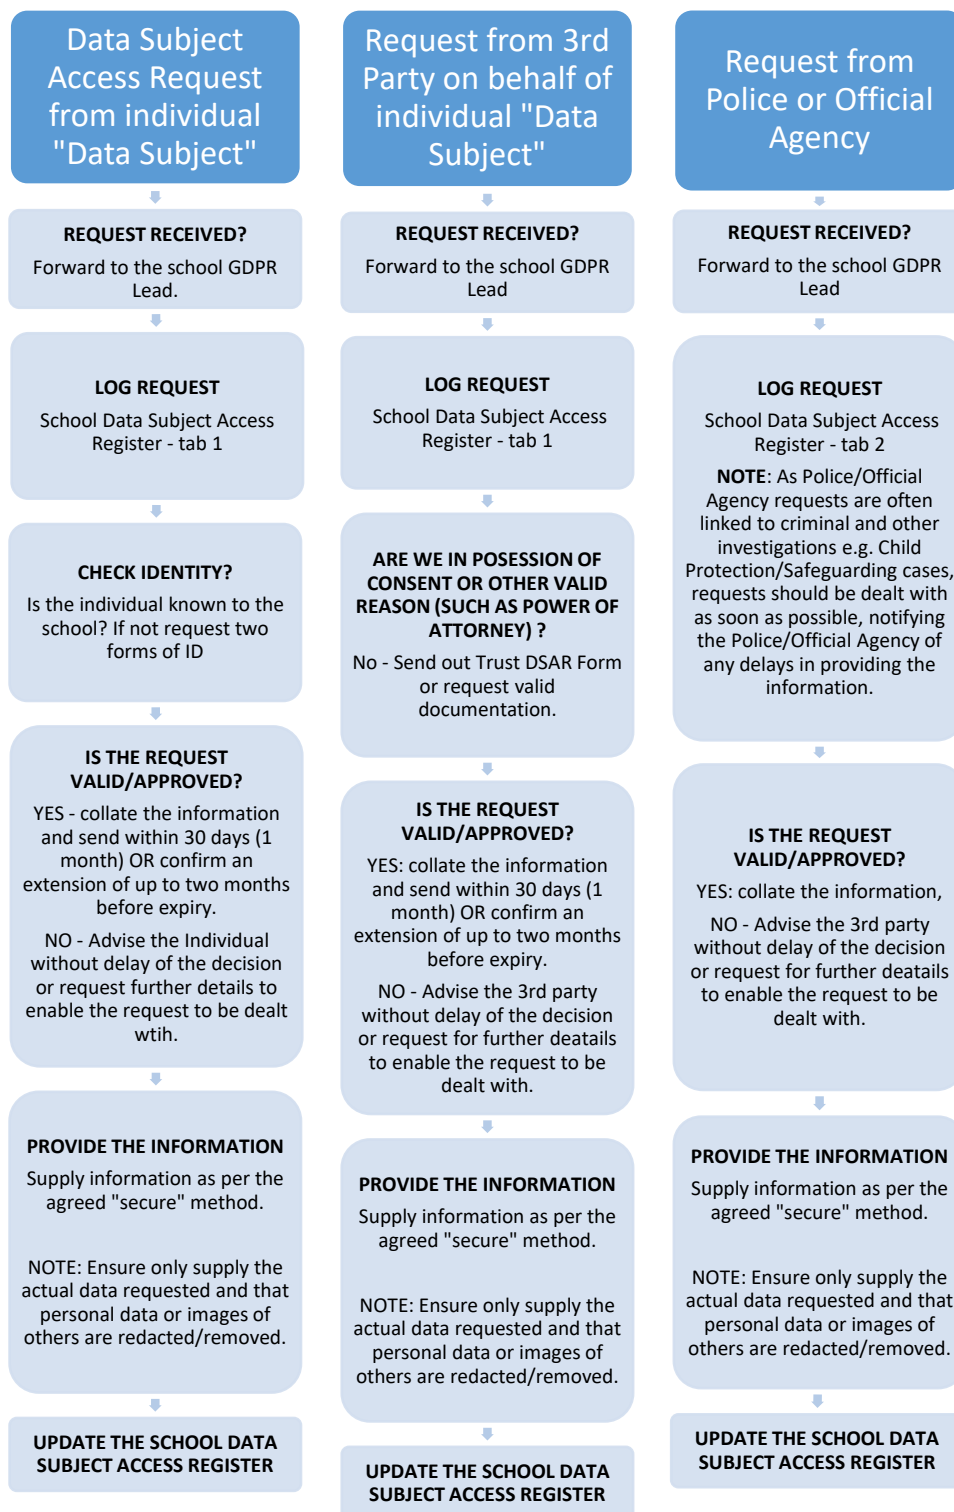 Data Subject
Access Request
from individual
"Data Subject"
REQUEST RECEIVED?
Forward to the school GDPR
Lead.
LOG REQUEST
School Data Subject Access
Register - tab 1
CHECK IDENTITY?
Is the individual known to the
school? If not request two
forms of ID
IS THE REQUEST
VALID/APPROVED?
YES - collate the information
and send within 30 days (1
month) OR confirm an
extension of up to two months
before expiry.
NO - Advise the Individual
without delay of the decision
or request further details to
enable the request to be dealt
wtih.
PROVIDE THE INFORMATION
Supply information as per the
agreed "secure" method.
NOTE: Ensure only supply the
actual data requested and that
personal data or images of
others are redacted/removed.
UPDATE THE SCHOOL DATA
SUBJECT ACCESS REGISTER
Request from 3rd
Party on behalf of
individual "Data
Subject"
REQUEST RECEIVED?
Forward to the school GDPR
Lead
LOG REQUEST
School Data Subject Access
Register - tab 1
ARE WE IN POSESSION OF
CONSENT OR OTHER VALID
REASON (SUCH AS POWER OF
ATTORNEY) ?
No - Send out Trust DSAR Form
or request valid
documentation.
IS THE REQUEST
VALID/APPROVED?
YES: collate the information
and send within 30 days (1
month) OR confirm an
extension of up to two months
before expiry.
NO - Advise the 3rd party
without delay of the decision
or request for further deatails
to enable the request to be
dealt with.
PROVIDE THE INFORMATION
Supply information as per the
agreed "secure" method.
NOTE: Ensure only supply the
actual data requested and that
personal data or images of
others are redacted/removed.
UPDATE THE SCHOOL DATA
SUBJECT ACCESS REGISTER
Request from
Police or Official
Agency
REQUEST RECEIVED?
Forward to the school GDPR
Lead
LOG REQUEST
School Data Subject Access
Register - tab 2
NOTE: As Police/Official
Agency requests are often
linked to criminal and other
investigations e.g. Child
Protection/Safeguarding cases,
requests should be dealt with
as soon as possible, notifying
the Police/Official Agency of
any delays in providing the
information.
IS THE REQUEST
VALID/APPROVED?
YES: collate the information,
NO - Advise the 3rd party
without delay of the decision
or request for further deatails
to enable the request to be
dealt with.
PROVIDE THE INFORMATION
Supply information as per the
agreed "secure" method.
NOTE: Ensure only supply the
actual data requested and that
personal data or images of
others are redacted/removed.
UPDATE THE SCHOOL DATA
SUBJECT ACCESS REGISTER